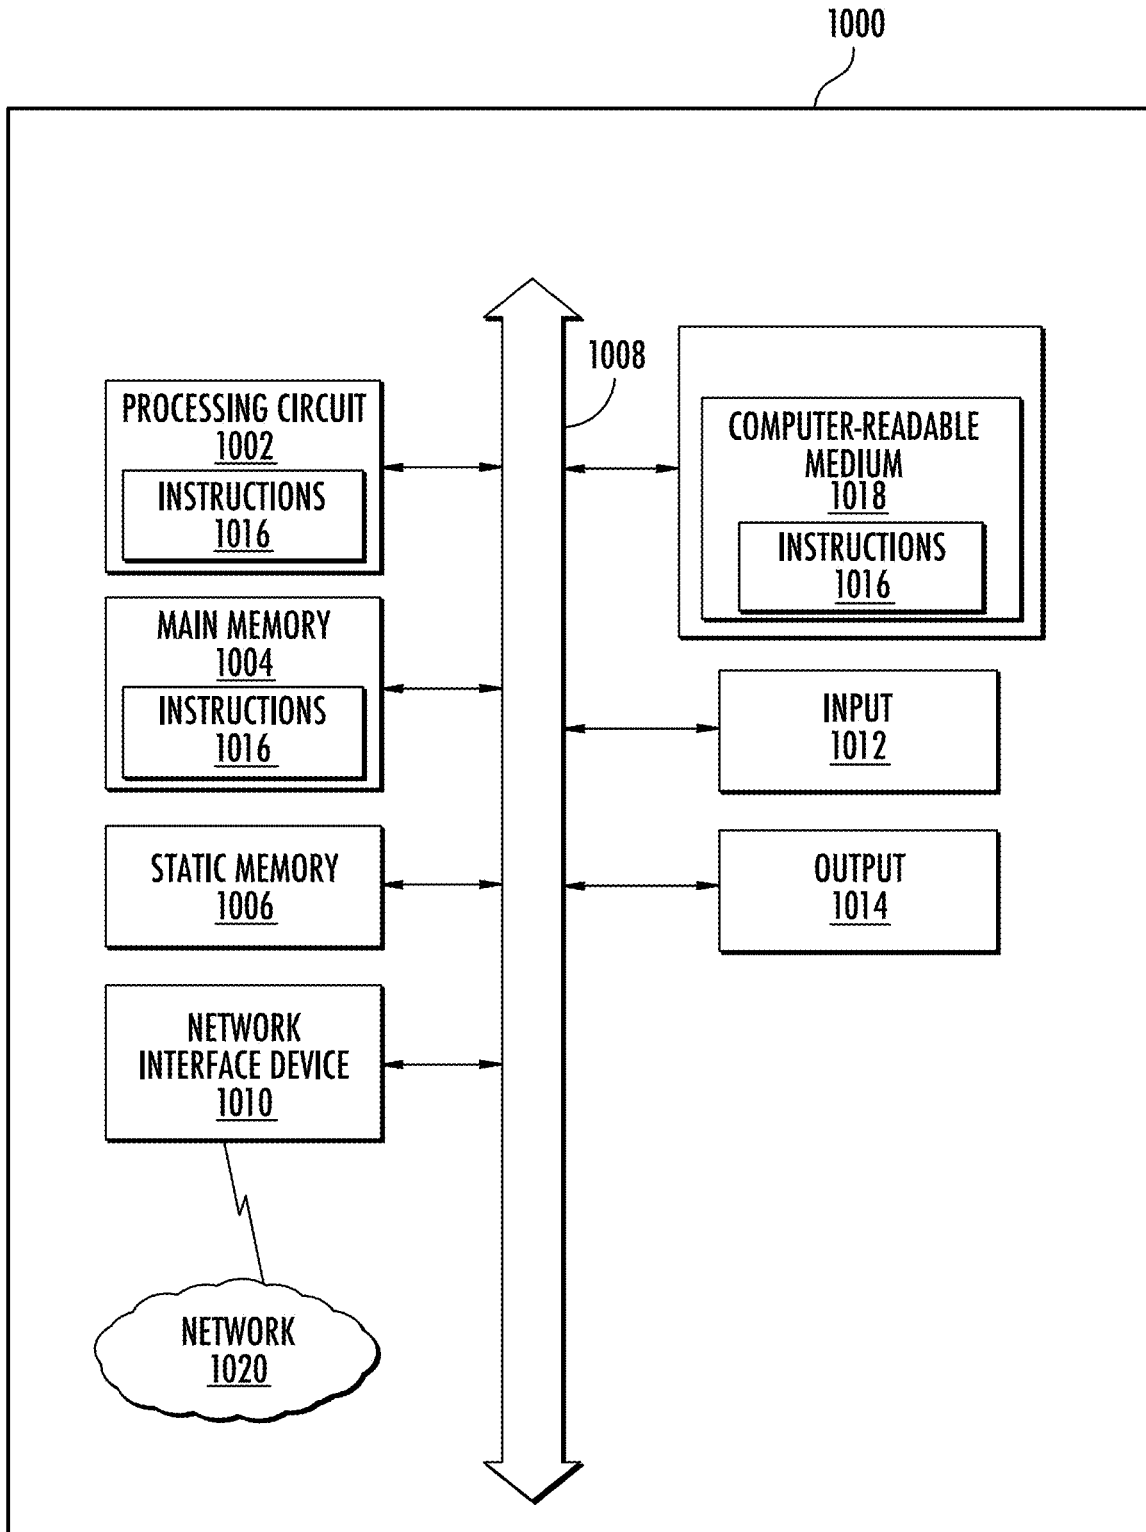 1000
1008
PROCESSING CIRCUIT
1002
INSTRUCTIONS
1016
MAIN MEMORY
1004
INSTRUCTIONS
1016
STATIC MEMORY
1006
NETWORK
INTERFACE DEVICE
1010
NETWORK
1020
COMPUTER-READABLE
MEDIUM
1018
INSTRUCTIONS
1016
INPUT
1012
OUTPUT
1014